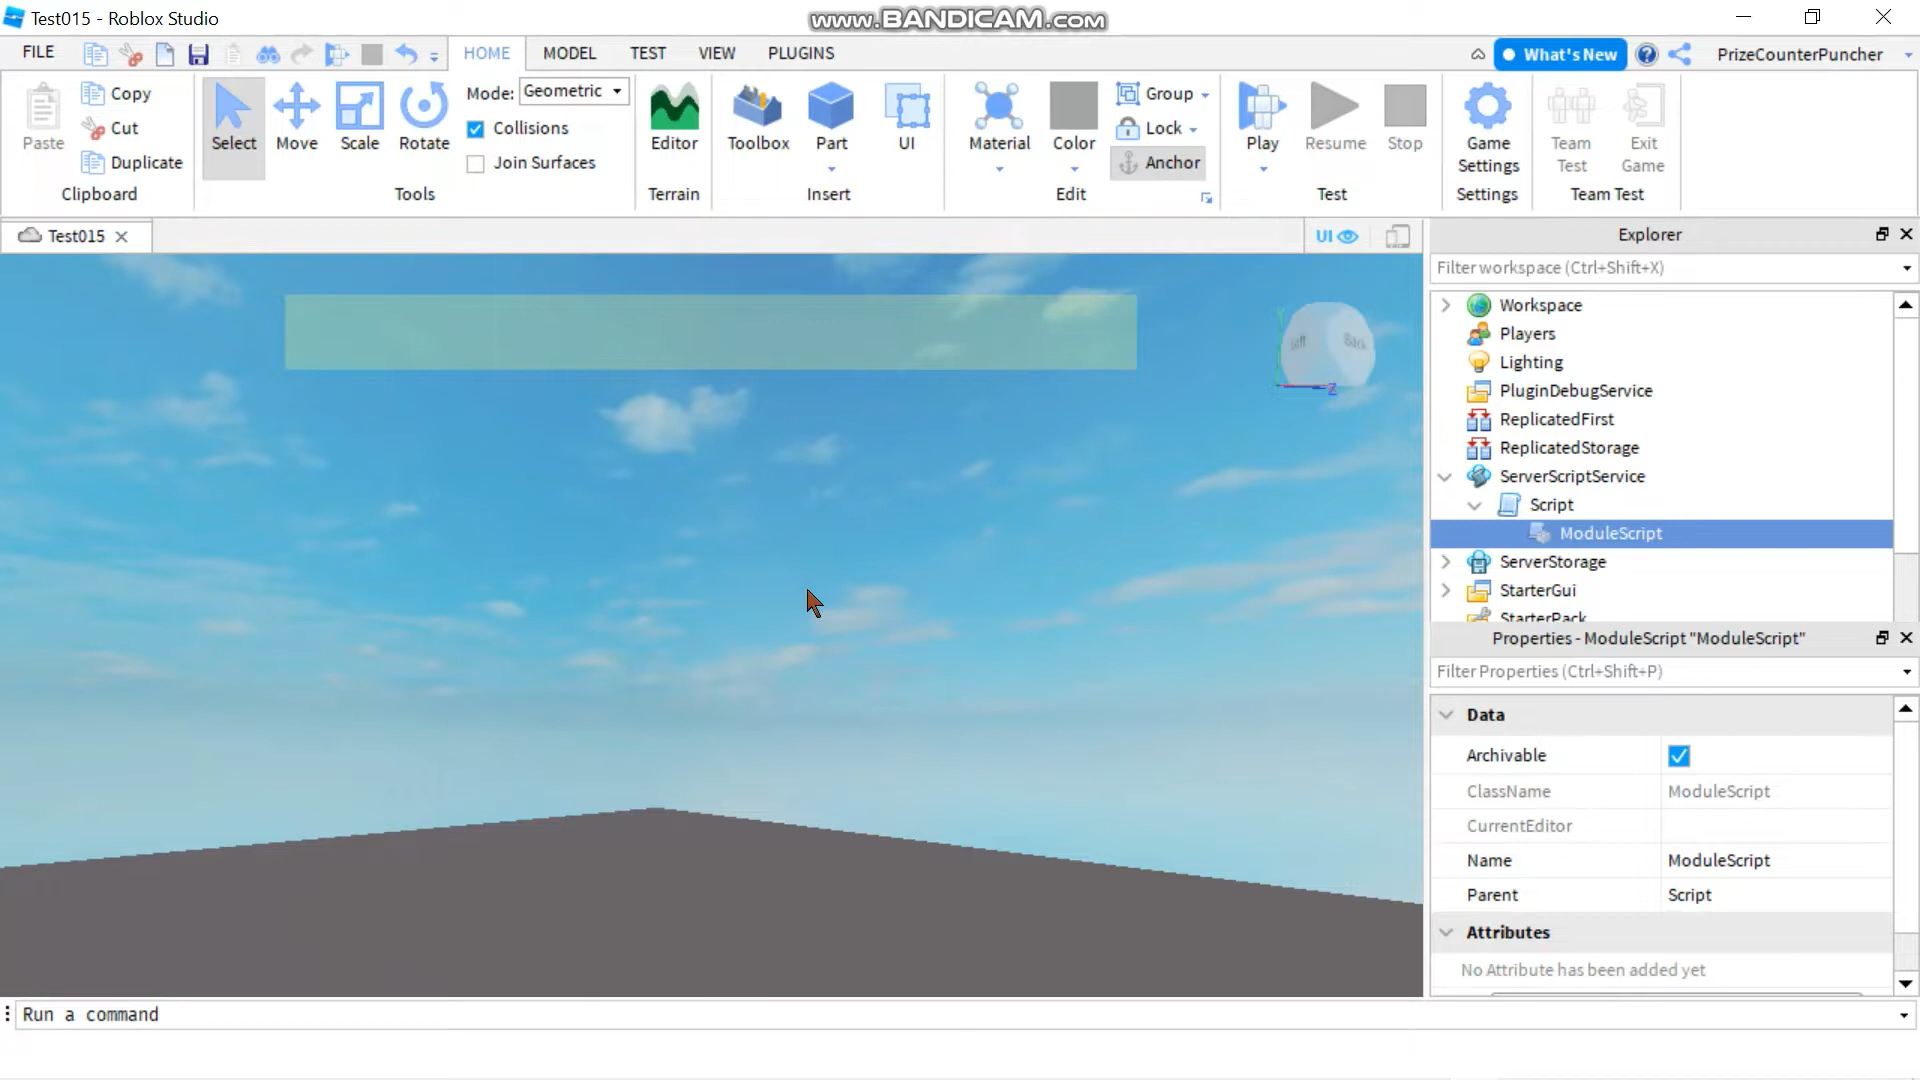 Test015 - Roblox Studio
www.BANDICAM.com
FILE
HOME
MODEL
TEST
VIEW
PLUGINS
What's New
PrizeCounterPuncher
Paste
Copy
Cut
Duplicate
Clipboard
Select
Move
Scale
Rotate
Mode: Geometric
Collisions
Join Surfaces
Tools
Editor
Terrain
Toolbox
Part
UI
Insert
Material
Color
Group
Lock
Anchor
Edit
Play
Resume
Stop
Test
Game
Settings
Settings
Team
Test
Exit
Game
Team Test
Test015
UI
Explorer
Filter workspace (Ctrl+Shift+X)
Workspace
Players
Lighting
PluginDebugService
ReplicatedFirst
ReplicatedStorage
ServerScriptService
Script
ModuleScript
ServerStorage
StarterGui
StarterPack
Left
Back
Y
Z
Properties - ModuleScript "ModuleScript"
Filter Properties (Ctrl+Shift+P)
Data
Archivable
ClassName ModuleScript
CurrentEditor
Name ModuleScript
Parent Script
Attributes
No Attribute has been added yet
Run a command